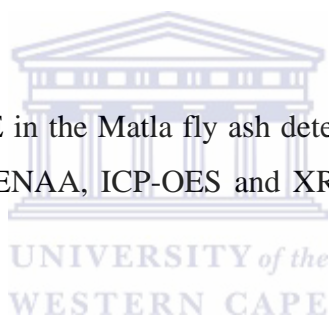 E in the Matla fly ash dete
ENAA, ICP-OES and XR
UNIVERSITY of the
WESTERN CAPE